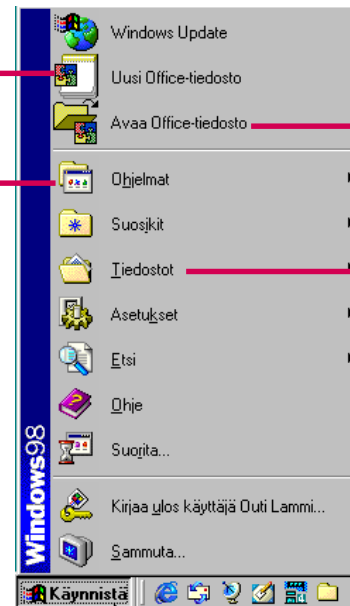 Windows Update
Uusi Office-tiedosto
Avaa Office-tiedosto
Ohjelmat
Suosikit
Tiedostot
Asetukset
Etsi
Ohje
Suorita...
Kirjaa ulos käyttäjä Outi Lammi...
Sammuta...
Windows98
Käynnistä